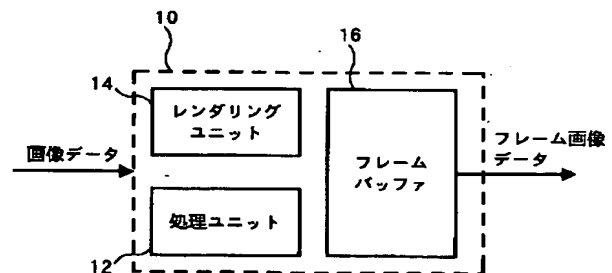 10
16
14
レンダリング
ユニット
画像データ
フレーム
バッファ
フレーム画像
データ
処理ユニット
12